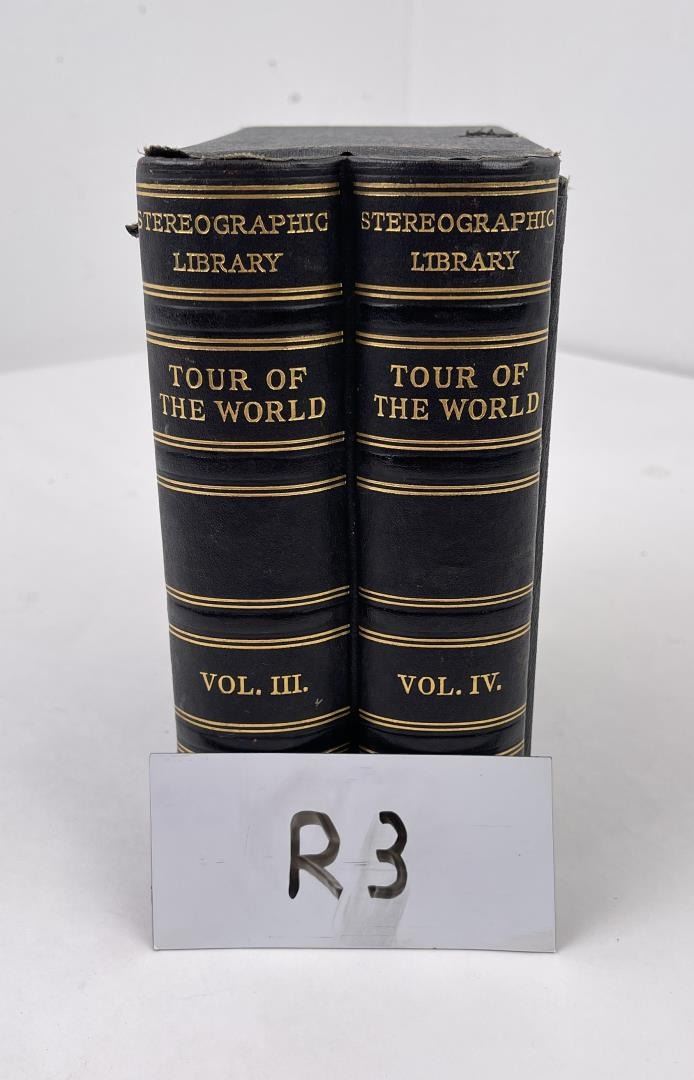 STEREOGRAPHIC
LIBRARY
TOUR OF
THE WORLD
VOL. III.
STEREOGRAPHIC
LIBRARY
TOUR OF
THE WORLD
VOL. IV.
R3